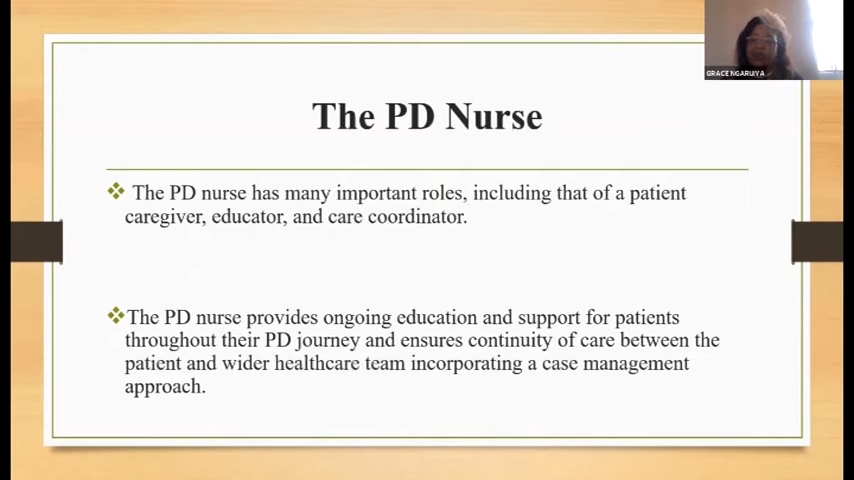 GRACE NGARUIYA
The PD Nurse
The PD nurse has many important roles, including that of a patient
caregiver, educator, and care coordinator.
The PD nurse provides ongoing education and support for patients
throughout their PD journey and ensures continuity of care between the
patient and wider healthcare team incorporating a case management
approach.